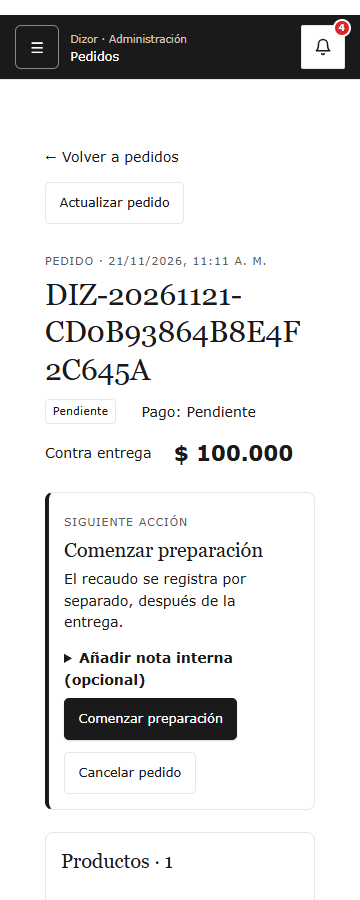 Dizor · Administración
Pedidos
4
← Volver a pedidos
Actualizar pedido
PEDIDO · 21/11/2026, 11:11 A. M.
DIZ-20261121-
CD0B93864B8E4F
2C645A
Pendiente
Pago: Pendiente
Contra entrega
$ 100.000
SIGUIENTE ACCIÓN
Comenzar preparación
El recaudo se registra por
separado, después de la
entrega.
▶ Añadir nota interna
(opcional)
Comenzar preparación
Cancelar pedido
Productos · 1